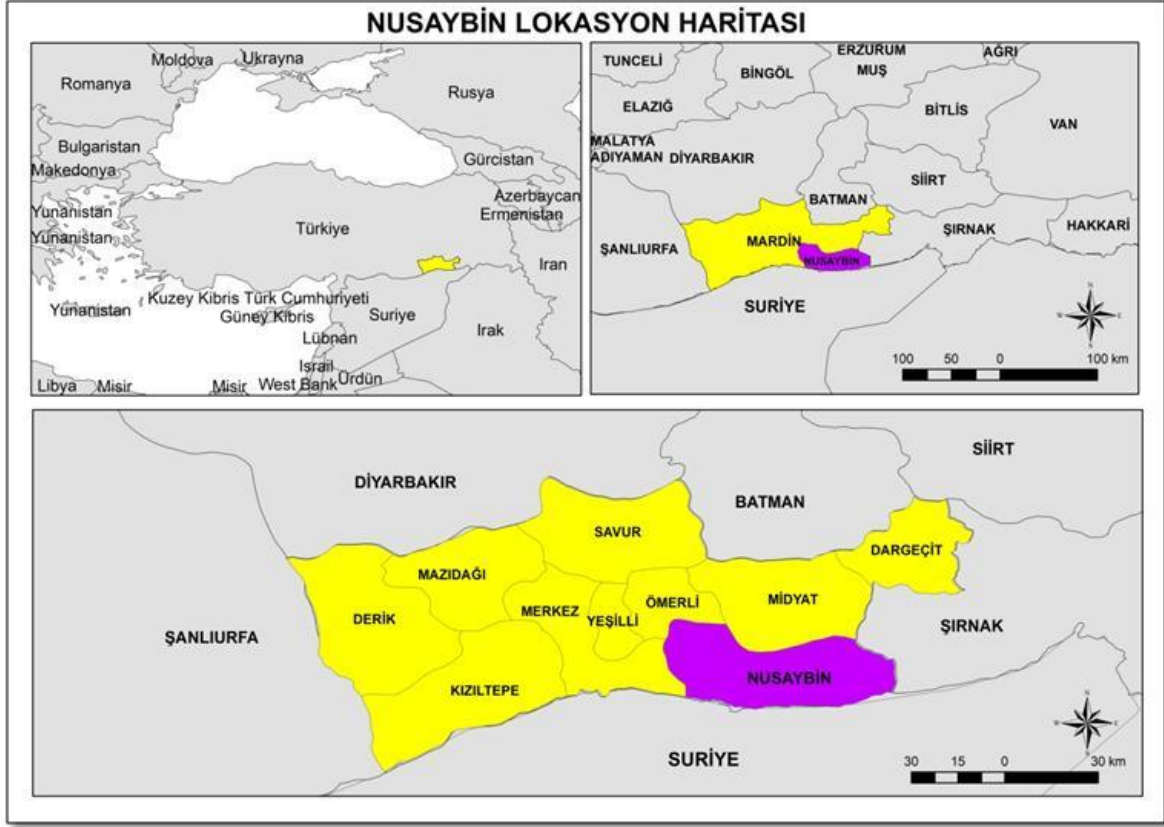 NUSAYBİN LOKASYON HARİTASI
Moldova
Ukrayna
Romanya
Rusya
Bulgaristan
Gürcistan
Makedonya
Azerbaycan
Yunanistan
Ermenistan
Türkiye
Yunanistan
İran
Kuzey Kibris Türk Cumhuriyeti
Yunanistan
Güney Kibris
Suriye
Irak
Lübnan
Israil
Libya
Misir
Misir
West Bank
Ürdün
TUNCELİ
BİNGÖL
ERZURUM
AĞRI
MUŞ
ELAZIĞ
BİTLİS
VAN
MALATYA
ADIYAMAN
DİYARBAKIR
SİİRT
BATMAN
ŞANLIURFA
MARDİN
ŞIRNAK
HAKKARİ
NUSAYBİN
SURİYE
N
W
E
S
100 50 0 100 km
SİİRT
DİYARBAKIR
BATMAN
SAVUR
DARGEÇİT
MAZIDAĞI
DERİK
MERKEZ
YEŞİLLİ
ÖMERLİ
MİDYAT
ŞANLIURFA
ŞIRNAK
KIZILTEPE
NUSAYBİN
SURİYE
N
W
E
S
30 15 0 30 km